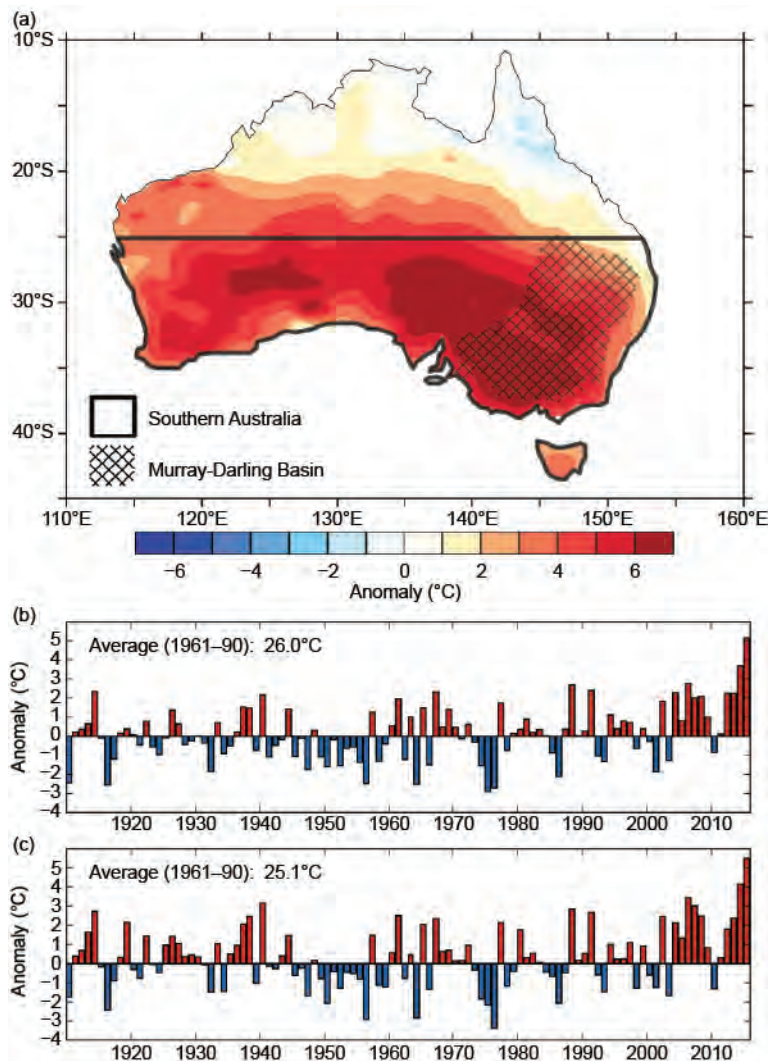 (a)
10°S
20°S
30°S
40°S
Southern Australia
Murray-Darling Basin
110°E 120°E 130°E 140°E 150°E 160°E
−6 −4 −2 0 2 4 6
Anomaly (°C)
(b)
Average (1961–90): 26.0°C
Anomaly (°C)
5
4
3
2
1
0
−1
−2
−3
−4
1920 1930 1940 1950 1960 1970 1980 1990 2000 2010
(c)
Average (1961–90): 25.1°C
Anomaly (°C)
5
4
3
2
1
0
−1
−2
−3
−4
1920 1930 1940 1950 1960 1970 1980 1990 2000 2010